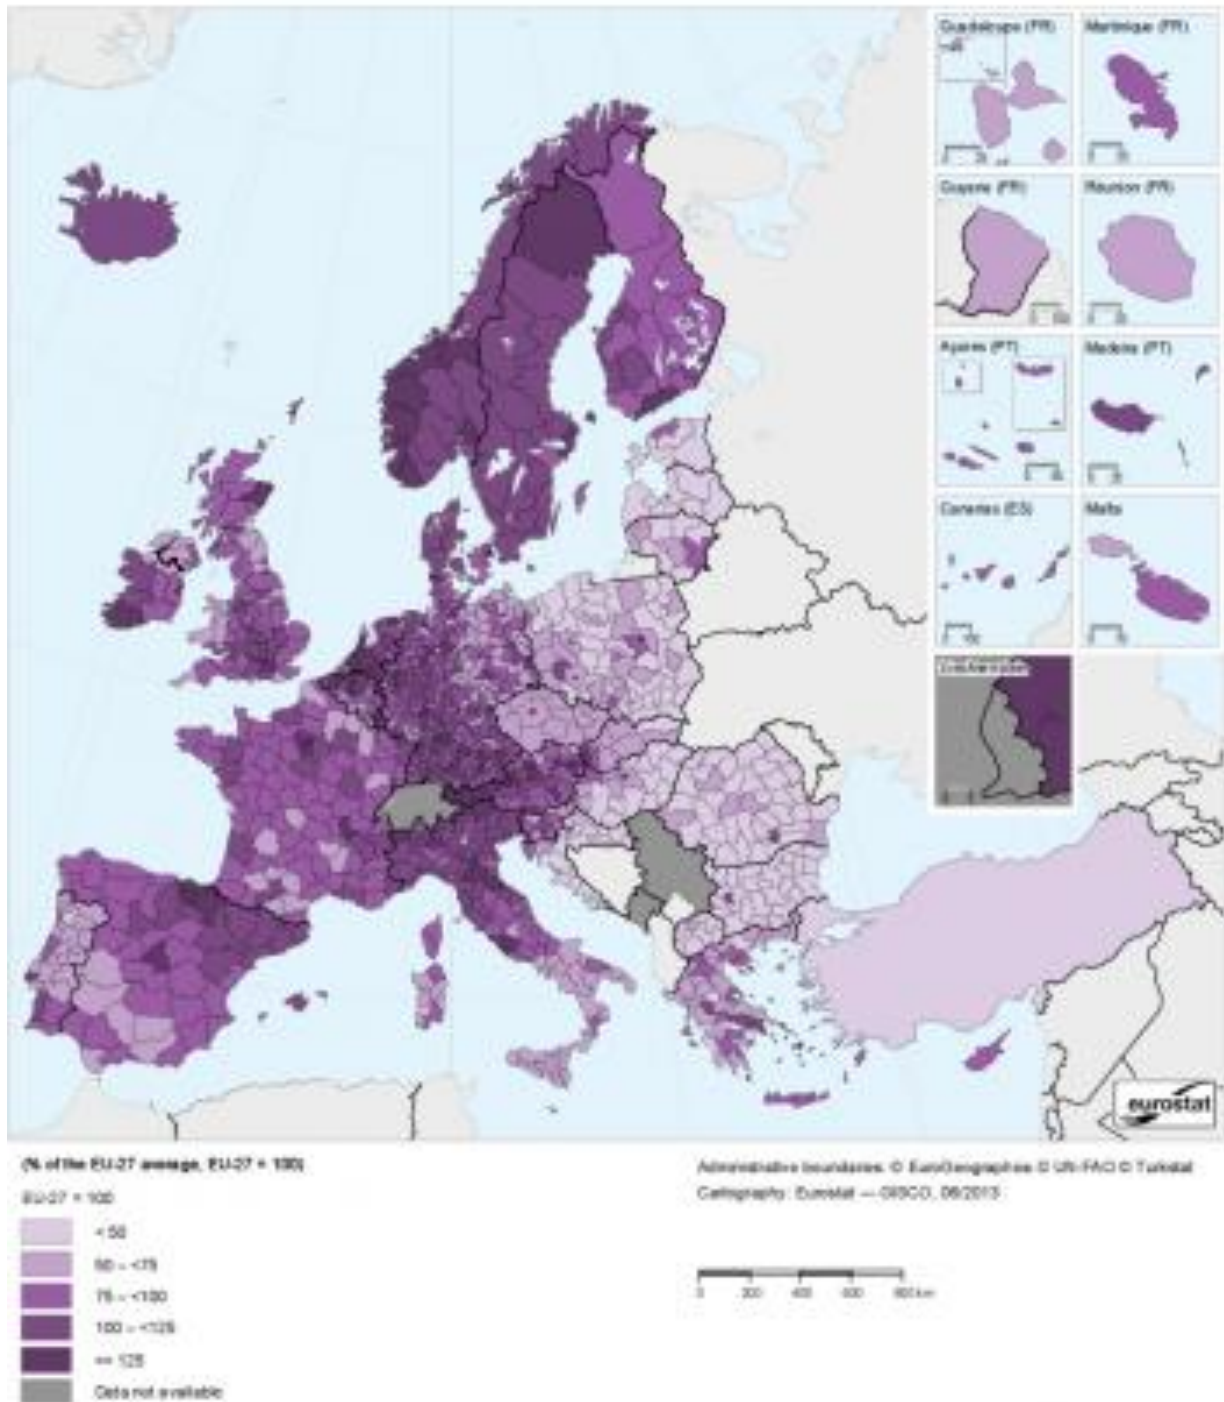 Guadeloupe (FR)
Martinique (FR)
Guyane (FR)
Réunion (FR)
Açores (PT)
Madeira (PT)
Canarias (ES)
Malta
eurostat
(% of the EU-27 average, EU-27 = 100)
EU-27 = 100
< 50
50 – <75
75 – <100
100 – <125
>= 125
Data not available
Administrative boundaries: © EuroGeographics © UN-FAO © Turkstat
Cartography: Eurostat — GISCO, 06/2013
0 200 400 600 800 km